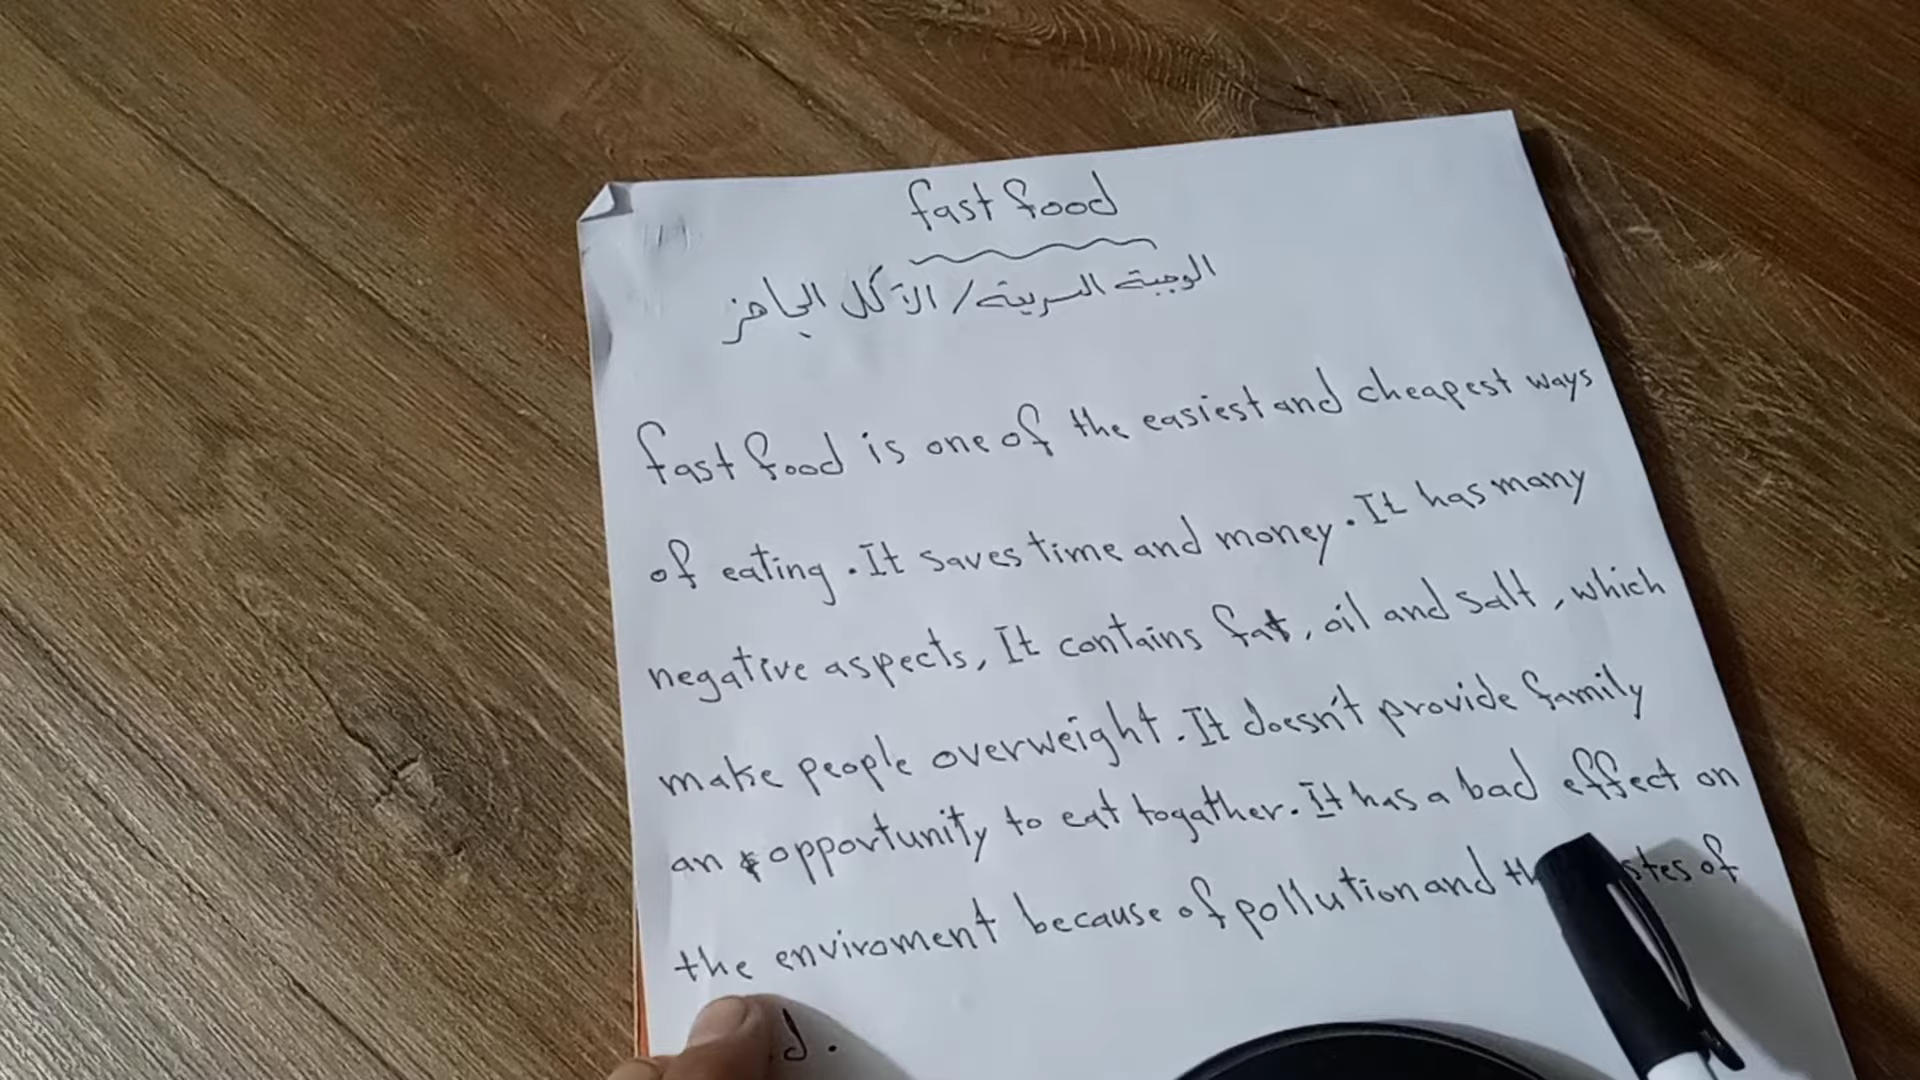 fast food
الوجبة السريعة / الأكل الجاهز
fast food is one of the easiest and cheapest ways
of eating. It saves time and money. It has many
negative aspects, It contains fat, oil and salt, which
make people overweight. It doesn't provide family
an opportunity to eat togather. It has a bad effect on
the enviroment because of pollution and of